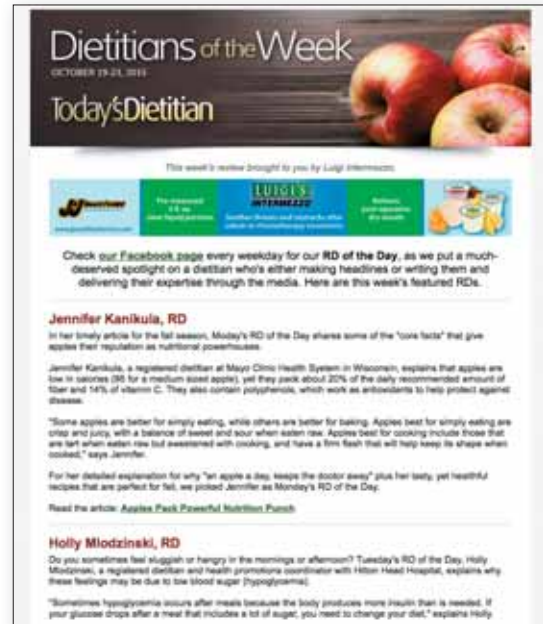 Dietitians of the Week
OCTOBER 19-23, 2015
Today'sDietitian
This week's review brought to you by Luigi Intermezzo.
LUIGI'S
INTERMEZZO
Check our Facebook page every weekday for our RD of the Day, as we put a much-
deserved spotlight on a dietitian who's either making headlines or writing them and
delivering their expertise through the media. Here are this week's featured RDs.
Jennifer Kanikula, RD
In her timely article for the fall season, Moday's RD of the Day shares some of the "core facts" that give
apples their reputation as nutritional powerhouses.
Jennifer Kanikula, a registered dietitian at Mayo Clinic Health System in Wisconsin, explains that apples are
low in calories (95 for a medium sized apple), yet they pack about 20% of the daily recommended amount of
fiber and 14% of vitamin C. They also contain polyphenols, which work as antioxidants to help protect against
disease.
"Some apples are better for simply eating, while others are better for baking. Apples best for simply eating are
crisp and juicy, with a balance of sweet and sour when eaten raw. Apples best for cooking include those that
are tart when eaten raw but sweetened with cooking, and have a firm flesh that will help keep its shape when
cooked," says Jennifer.
For her detailed explanation for why "an apple a day, keeps the doctor away" plus her tasty, yet healthful
recipes that are perfect for fall, we picked Jennifer as Monday's RD of the Day.
Read the article: Apples Pack Powerful Nutrition Punch
Holly Mlodzinski, RD
Do you sometimes feel sluggish or hangry in the mornings or afternoon? Tuesday's RD of the Day, Holly
Mlodzinski, a registered dietitian and health promotions coordinator with Hilton Head Hospital, explains why
these feelings may be due to low blood sugar (hypoglycemia).
"Sometimes hypoglycemia occurs after meals because the body produces more insulin than is needed. If
your glucose drops after a meal that includes a lot of sugar, you need to change your diet," explains Holly.